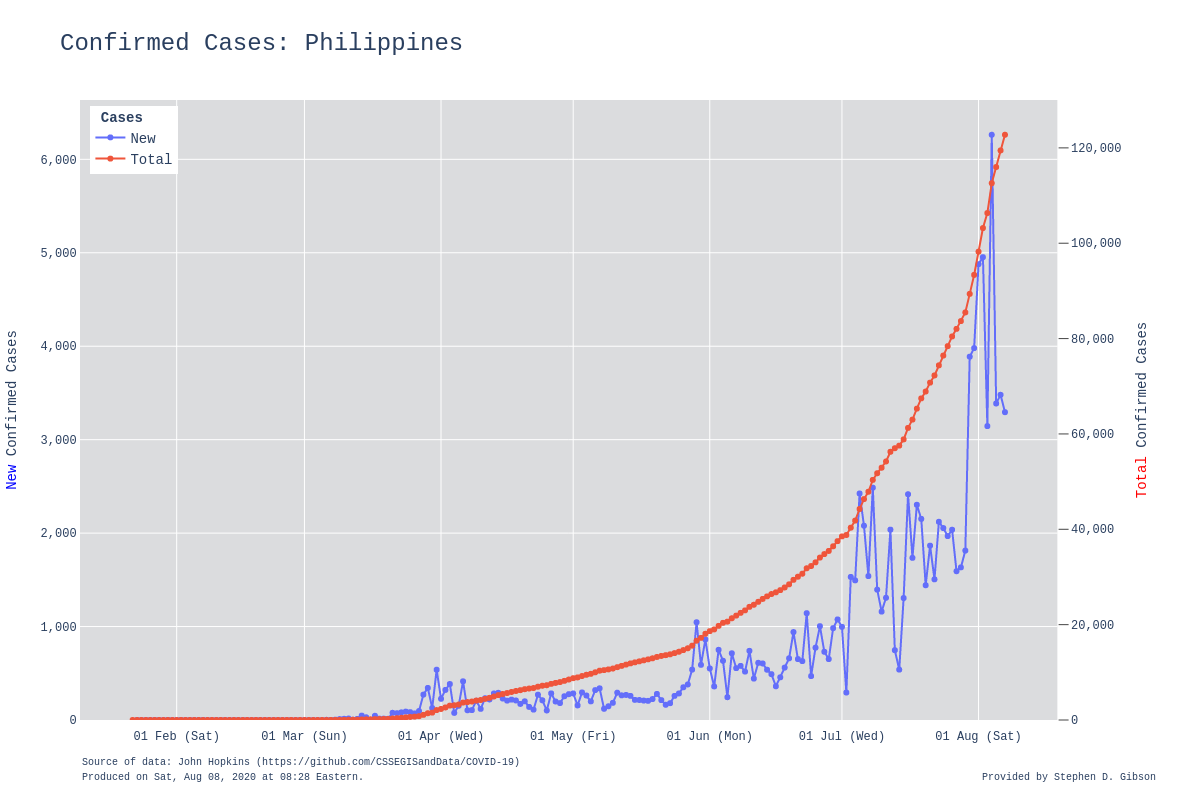 Confirmed Cases: Philippines
Cases
New
Total
6,000
5,000
4,000
3,000
2,000
1,000
0
120,000
100,000
80,000
60,000
40,000
20,000
0
New Confirmed Cases
Total Confirmed Cases
01 Feb (Sat)
01 Mar (Sun)
01 Apr (Wed)
01 May (Fri)
01 Jun (Mon)
01 Jul (Wed)
01 Aug (Sat)
Source of data: John Hopkins (https://github.com/CSSEGISandData/COVID-19)
Produced on Sat, Aug 08, 2020 at 08:28 Eastern.
Provided by Stephen D. Gibson